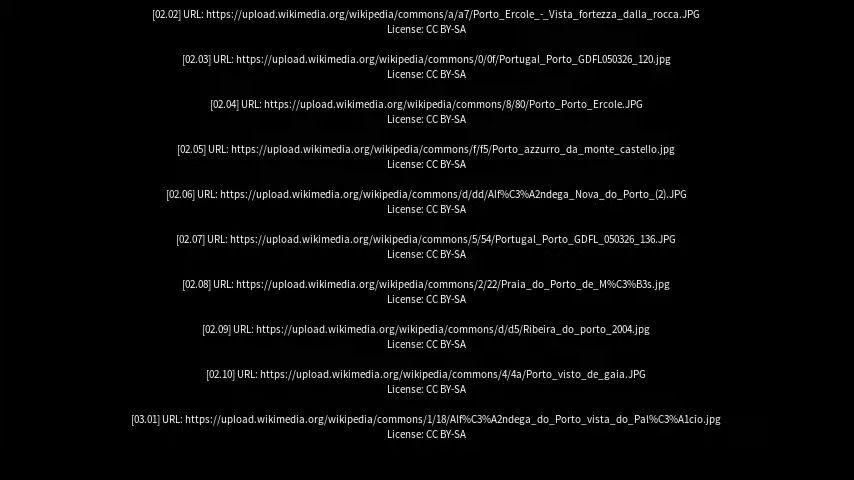 [02.02] URL: https://upload.wikimedia.org/wikipedia/commons/a/a7/Porto_Ercole_-_Vista_fortezza_dalla_rocca.JPG
License: CC BY-SA
[02.03] URL: https://upload.wikimedia.org/wikipedia/commons/0/0f/Portugal_Porto_GDFL050326_120.jpg
License: CC BY-SA
[02.04] URL: https://upload.wikimedia.org/wikipedia/commons/8/80/Porto_Porto_Ercole.JPG
License: CC BY-SA
[02.05] URL: https://upload.wikimedia.org/wikipedia/commons/f/f5/Porto_azzurro_da_monte_castello.jpg
License: CC BY-SA
[02.06] URL: https://upload.wikimedia.org/wikipedia/commons/d/dd/Alf%C3%A2ndega_Nova_do_Porto_(2).JPG
License: CC BY-SA
[02.07] URL: https://upload.wikimedia.org/wikipedia/commons/5/54/Portugal_Porto_GDFL_050326_136.JPG
License: CC BY-SA
[02.08] URL: https://upload.wikimedia.org/wikipedia/commons/2/22/Praia_do_Porto_de_M%C3%B3s.jpg
License: CC BY-SA
[02.09] URL: https://upload.wikimedia.org/wikipedia/commons/d/d5/Ribeira_do_porto_2004.jpg
License: CC BY-SA
[02.10] URL: https://upload.wikimedia.org/wikipedia/commons/4/4a/Porto_visto_de_gaia.JPG
License: CC BY-SA
[03.01] URL: https://upload.wikimedia.org/wikipedia/commons/1/18/Alf%C3%A2ndega_do_Porto_vista_do_Pal%C3%A1cio.jpg
License: CC BY-SA